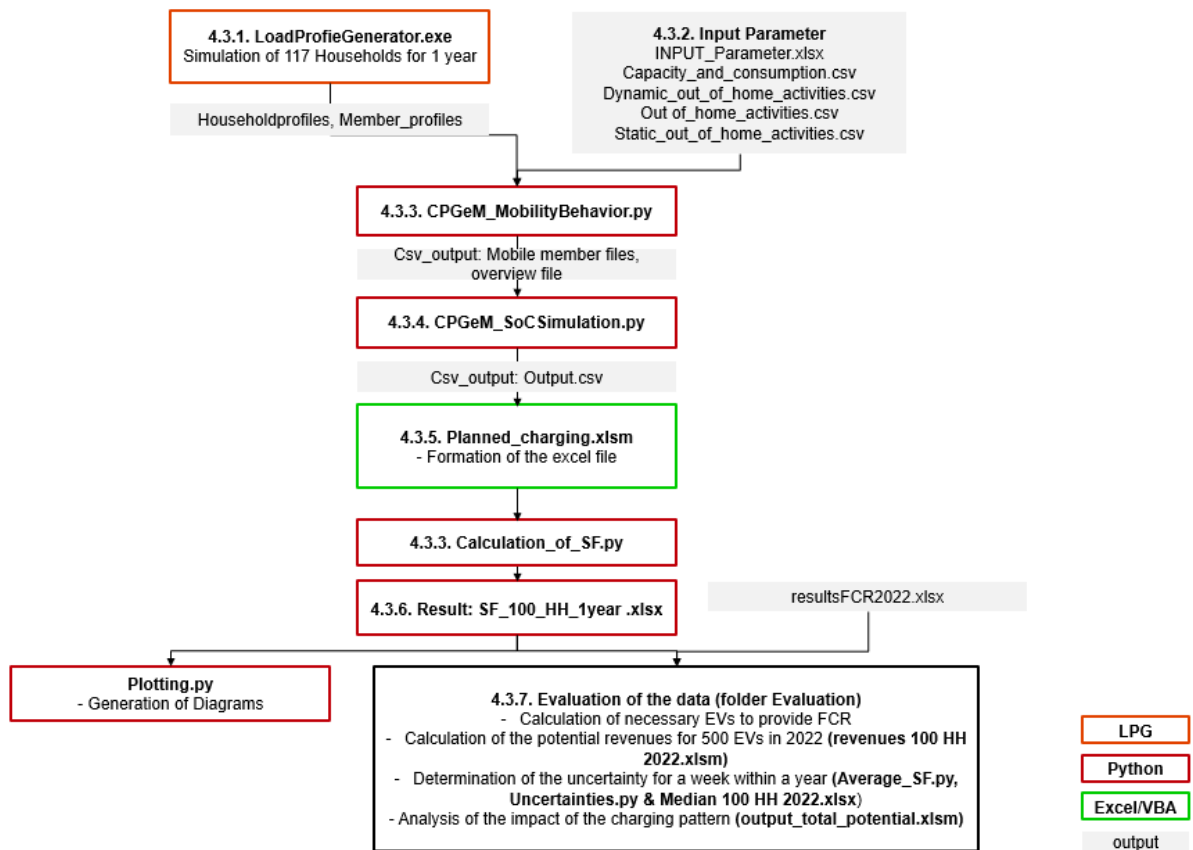 4.3.1. LoadProfieGenerator.exe
Simulation of 117 Households for 1 year
4.3.2. Input Parameter
INPUT_Parameter.xlsx
Capacity_and_consumption.csv
Dynamic_out_of_home_activities.csv
Out of_home_activities.csv
Static_out_of_home_activities.csv
Householdprofiles, Member_profiles
4.3.3. CPGeM_MobilityBehavior.py
Csv_output: Mobile member files,
overview file
4.3.4. CPGeM_SoCSimulation.py
Csv_output: Output.csv
4.3.5. Planned_charging.xlsm
- Formation of the excel file
4.3.3. Calculation_of_SF.py
4.3.6. Result: SF_100_HH_1year .xlsx
resultsFCR2022.xlsx
Plotting.py
- Generation of Diagrams
4.3.7. Evaluation of the data (folder Evaluation)
- Calculation of necessary EVs to provide FCR
- Calculation of the potential revenues for 500 EVs in 2022 (revenues 100 HH
2022.xlsm)
- Determination of the uncertainty for a week within a year (Average_SF.py,
Uncertainties.py & Median 100 HH 2022.xlsx)
- Analysis of the impact of the charging pattern (output_total_potential.xlsm)
LPG
Python
Excel/VBA
output